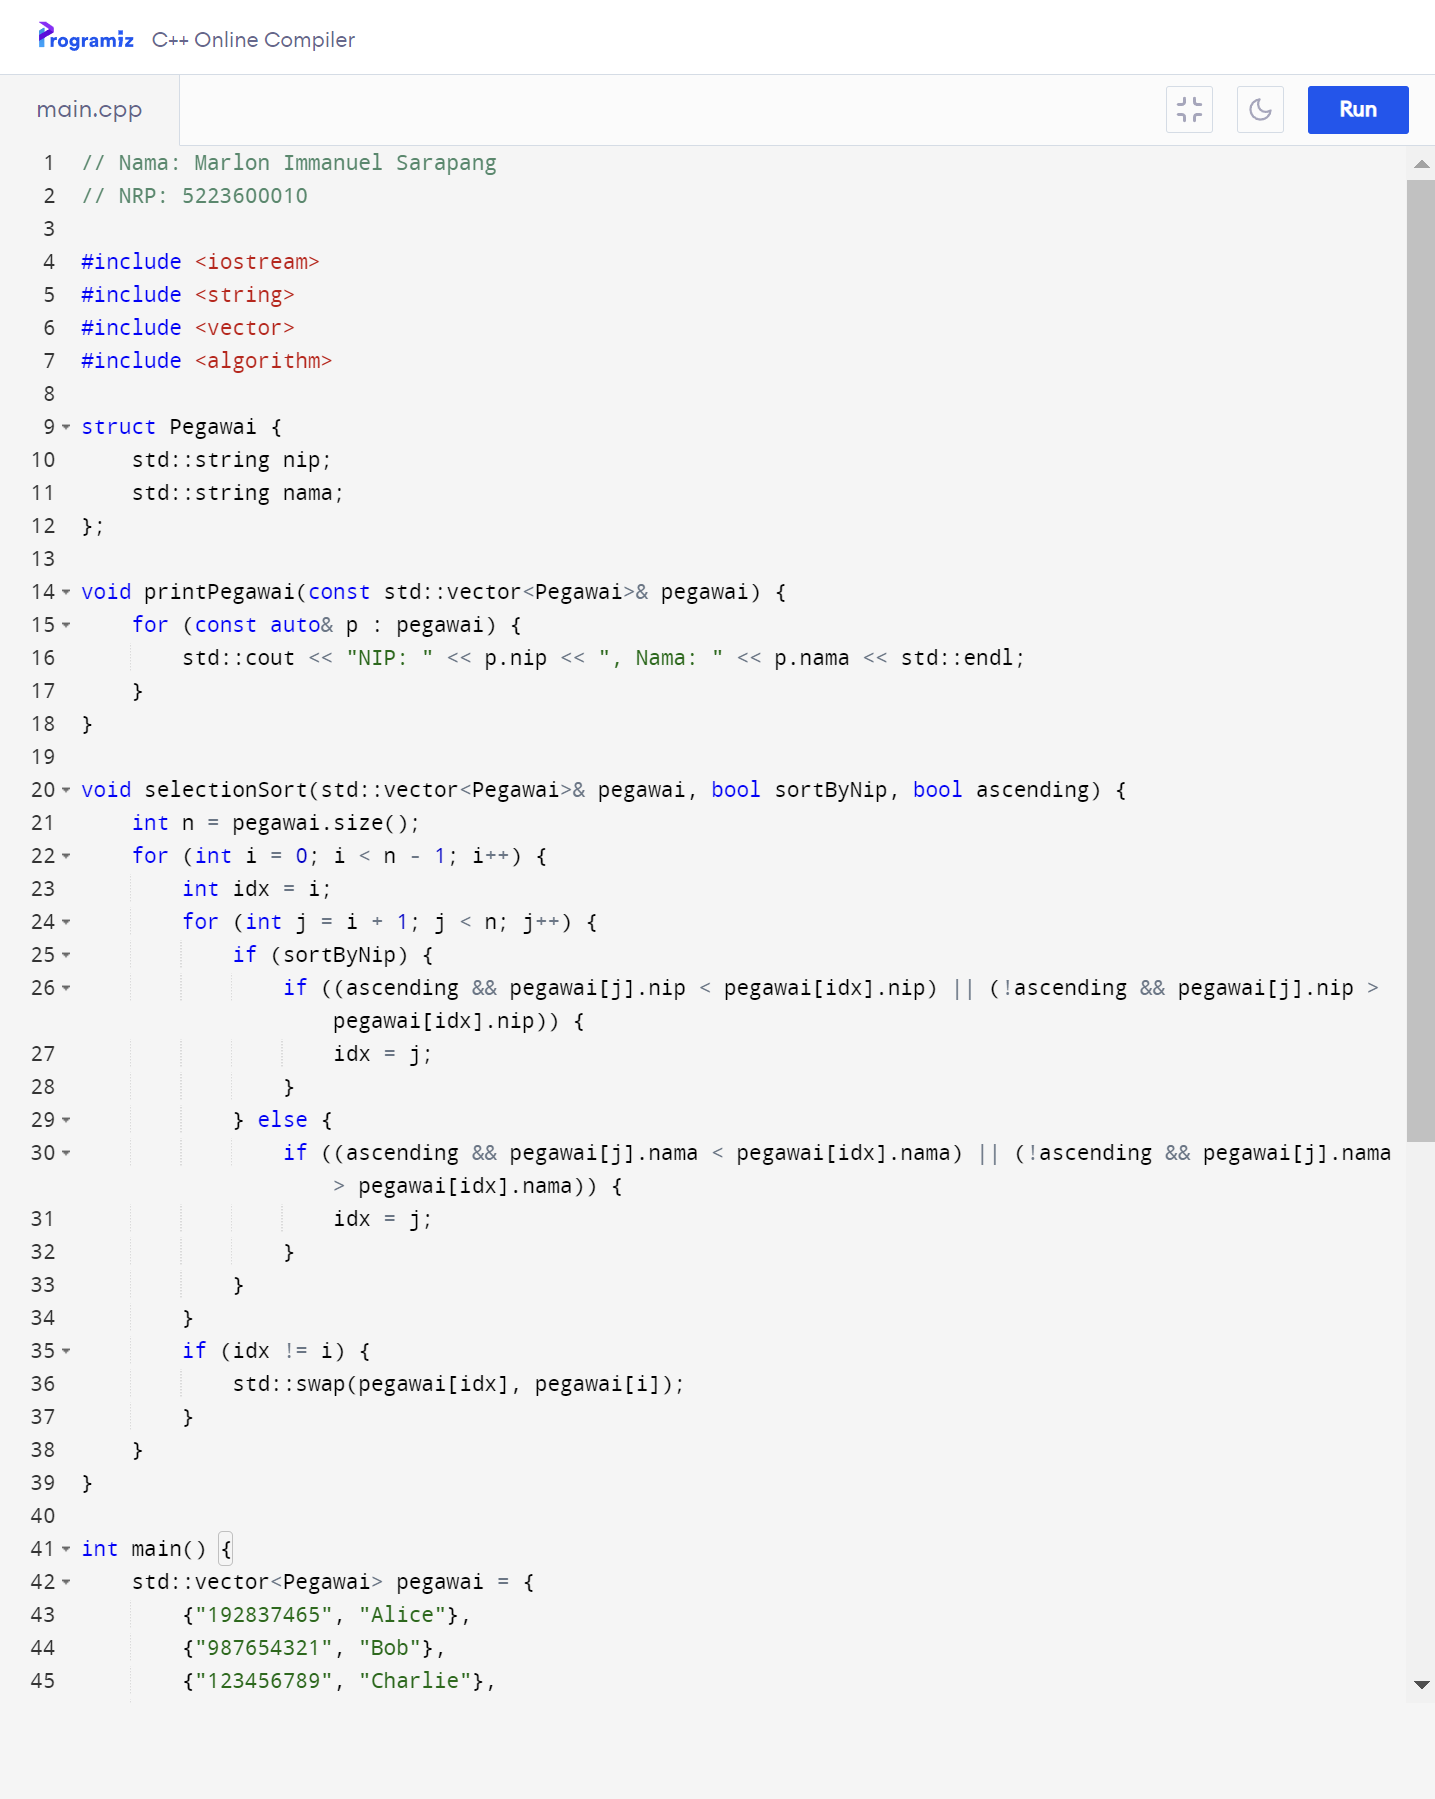 Programiz C++ Online Compiler
main.cpp Run
1 // Nama: Marlon Immanuel Sarapang
2 // NRP: 5223600010
3
4 #include <iostream>
5 #include <string>
6 #include <vector>
7 #include <algorithm>
8
9 struct Pegawai {
10     std::string nip;
11     std::string nama;
12 };
13
14 void printPegawai(const std::vector<Pegawai>& pegawai) {
15     for (const auto& p : pegawai) {
16         std::cout << "NIP: " << p.nip << ", Nama: " << p.nama << std::endl;
17     }
18 }
19
20 void selectionSort(std::vector<Pegawai>& pegawai, bool sortByNip, bool ascending) {
21     int n = pegawai.size();
22     for (int i = 0; i < n - 1; i++) {
23         int idx = i;
24         for (int j = i + 1; j < n; j++) {
25             if (sortByNip) {
26                 if ((ascending && pegawai[j].nip < pegawai[idx].nip) || (!ascending && pegawai[j].nip >
                    pegawai[idx].nip)) {
27                     idx = j;
28                 }
29             } else {
30                 if ((ascending && pegawai[j].nama < pegawai[idx].nama) || (!ascending && pegawai[j].nama
                    > pegawai[idx].nama)) {
31                     idx = j;
32                 }
33             }
34         }
35         if (idx != i) {
36             std::swap(pegawai[idx], pegawai[i]);
37         }
38     }
39 }
40
41 int main() {
42     std::vector<Pegawai> pegawai = {
43         {"192837465", "Alice"},
44         {"987654321", "Bob"},
45         {"123456789", "Charlie"},